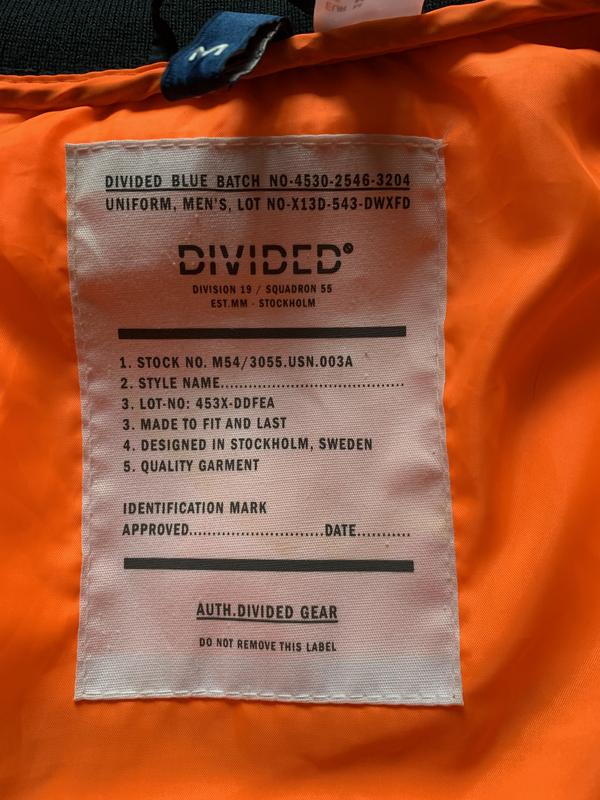 M
DIVIDED BLUE BATCH NO-4530-2546-3204
UNIFORM, MEN'S, LOT NO-X13D-543-DWXFD
DIVIDED
DIVISION 19 / SQUADRON 55
EST.MM - STOCKHOLM
1. STOCK NO. M54/3055.USN.003A
2. STYLE NAME.....................................
3. LOT-NO: 453X-DDFEA
3. MADE TO FIT AND LAST
4. DESIGNED IN STOCKHOLM, SWEDEN
5. QUALITY GARMENT
IDENTIFICATION MARK
APPROVED...........................DATE...........
AUTH.DIVIDED GEAR
DO NOT REMOVE THIS LABEL